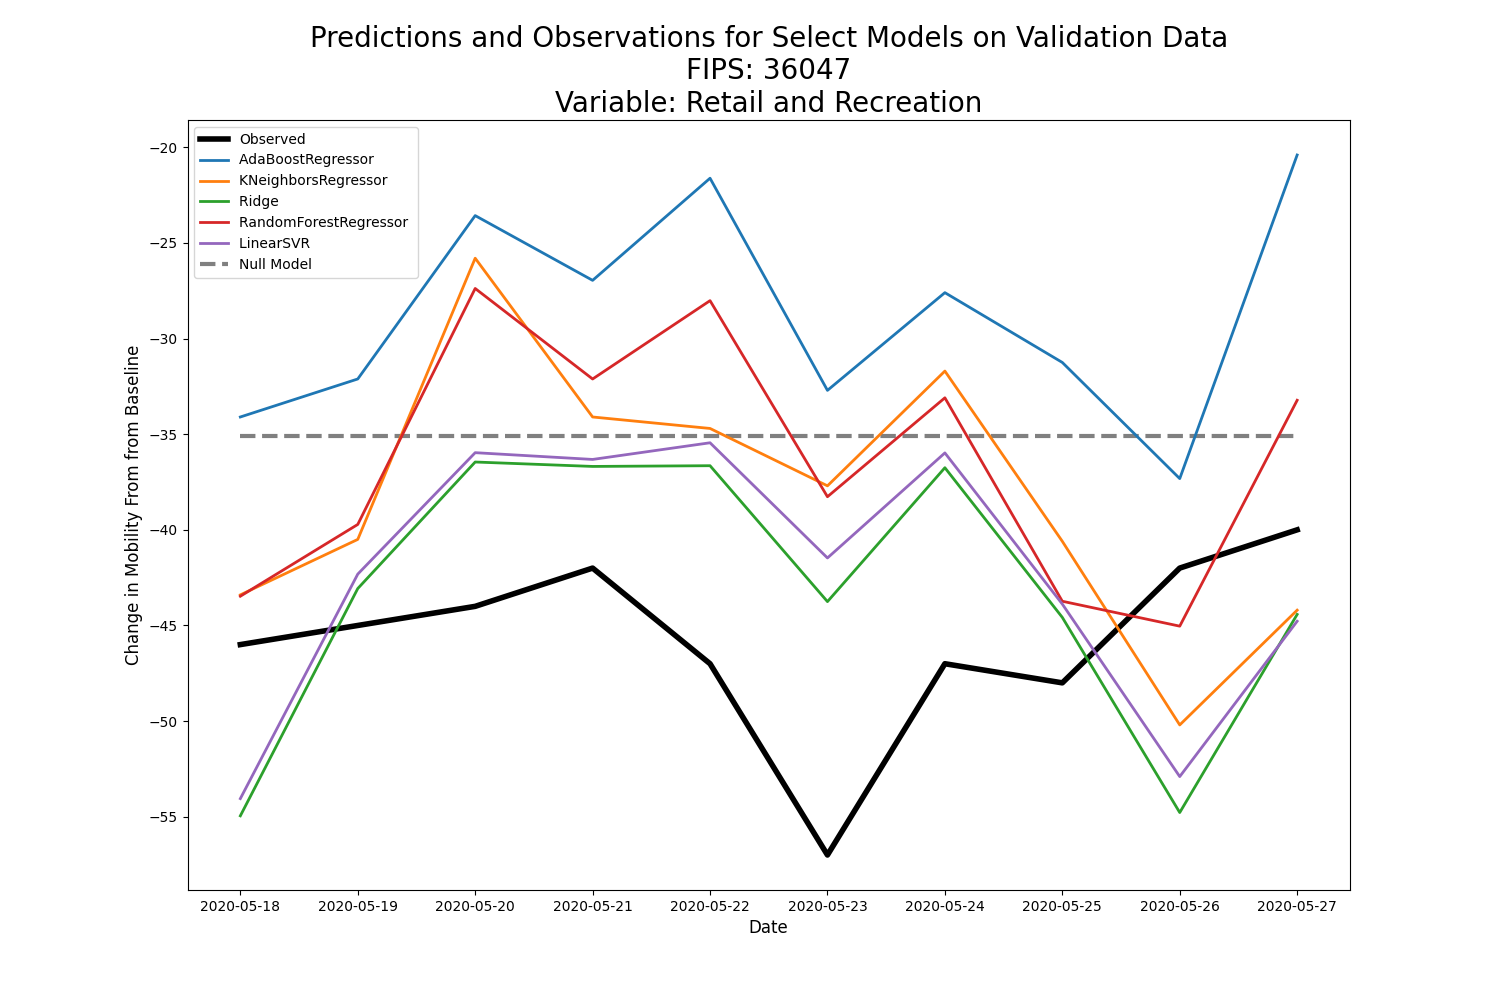 Predictions and Observations for Select Models on Validation Data
FIPS: 36047
Variable: Retail and Recreation
Observed
AdaBoostRegressor
KNeighborsRegressor
Ridge
RandomForestRegressor
LinearSVR
Null Model
−20
−25
−30
−35
−40
−45
−50
−55
Change in Mobility From from Baseline
2020-05-18 2020-05-19 2020-05-20 2020-05-21 2020-05-22 2020-05-23 2020-05-24 2020-05-25 2020-05-26 2020-05-27
Date